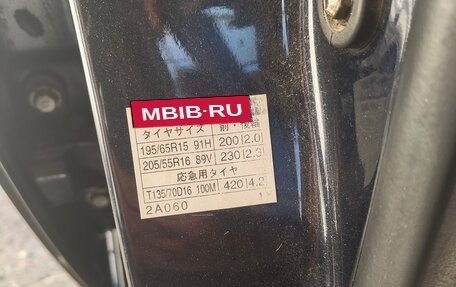 MBIB-RU
タイヤサイズ 前・後輪
195/65R15 91H 200 2.0
205/55R16 89V 230 2.3
応急用タイヤ
T135/70D16 100M 420 4.2
2A060